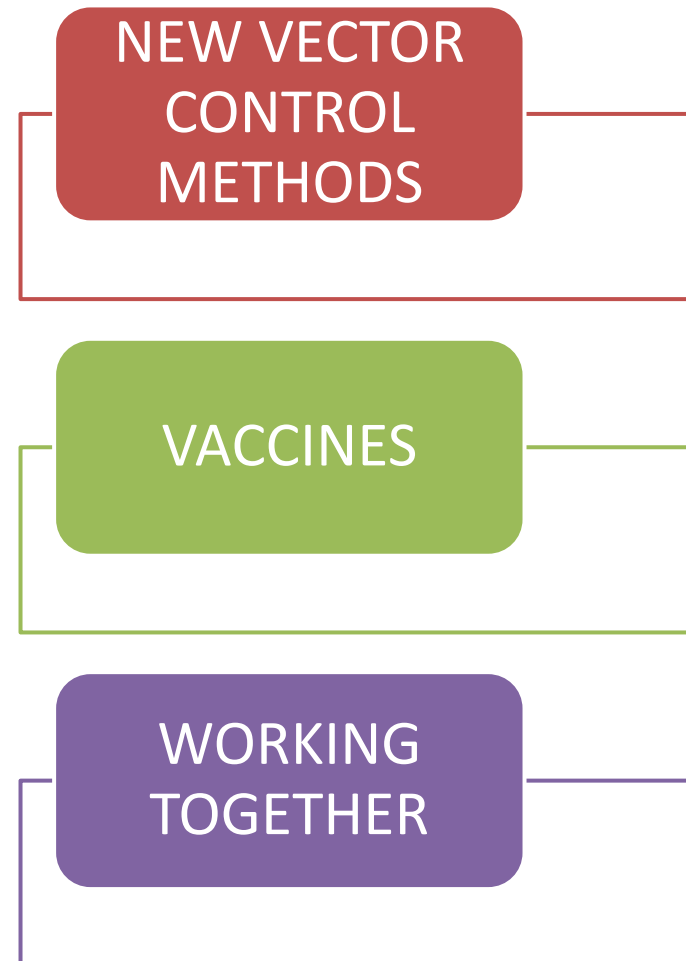 NEW VECTOR
CONTROL
METHODS
VACCINES
WORKING
TOGETHER